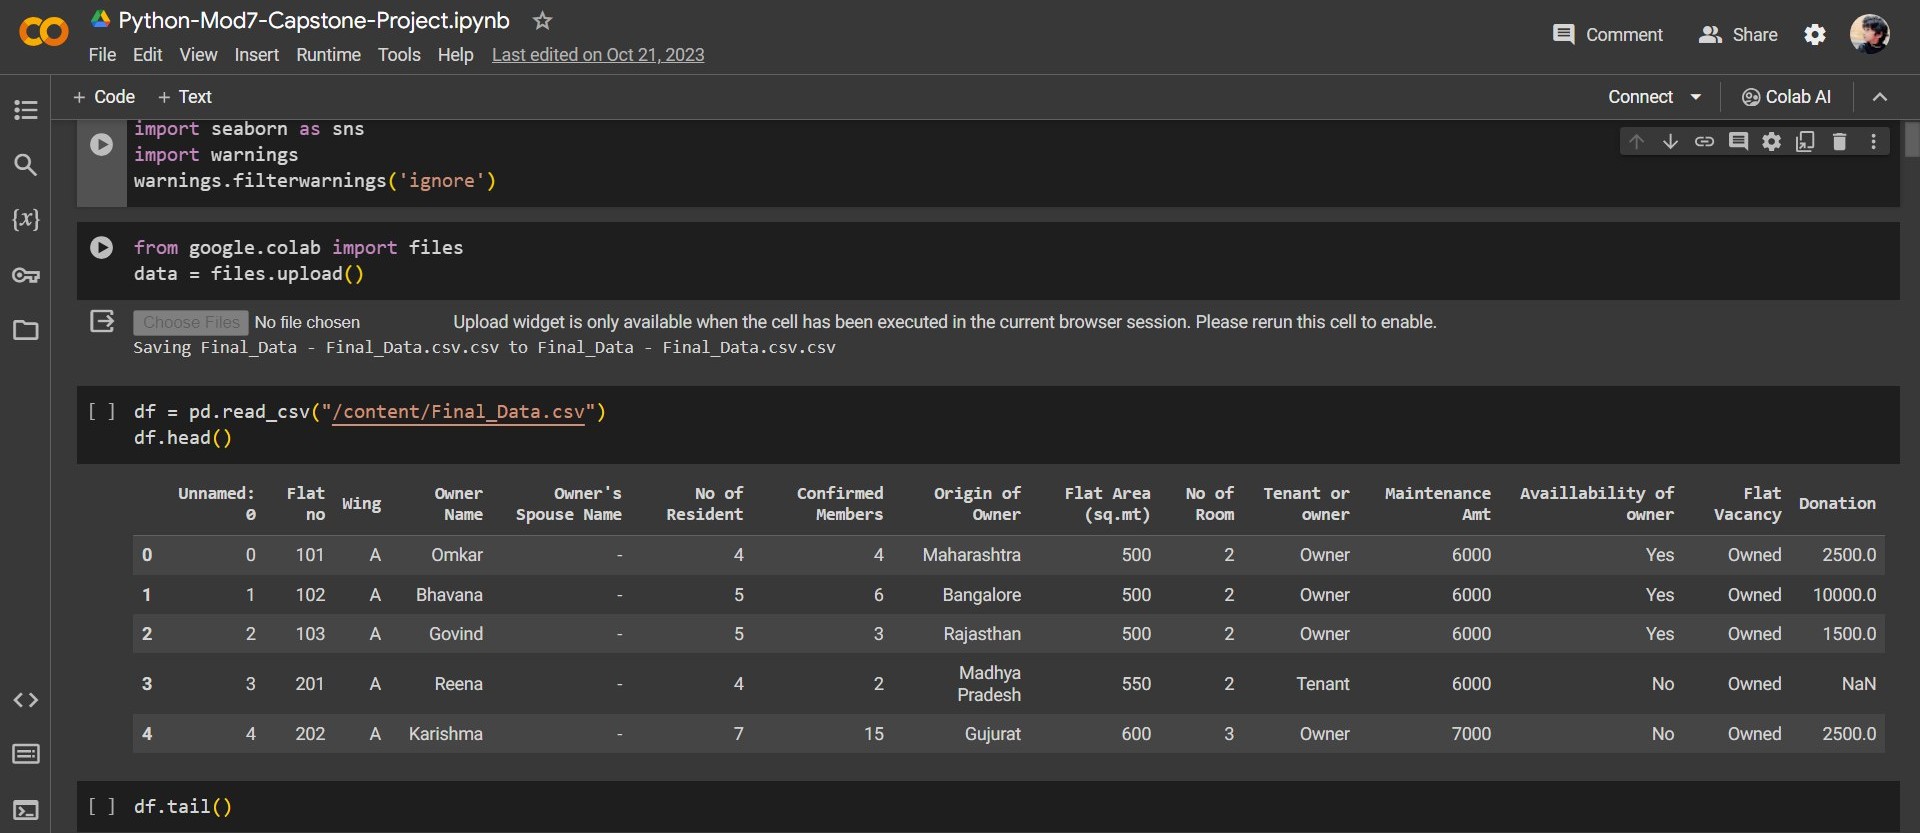 Python-Mod7-Capstone-Project.ipynb
Comment Share
File Edit View Insert Runtime Tools Help Last edited on Oct 21, 2023
+ Code + Text
Connect Colab AI
import seaborn as sns
import warnings
warnings.filterwarnings('ignore')
{x}
from google.colab import files
data = files.upload()
Choose Files No file chosen Upload widget is only available when the cell has been executed in the current browser session. Please rerun this cell to enable.
Saving Final_Data - Final_Data.csv.csv to Final_Data - Final_Data.csv.csv
[ ] df = pd.read_csv("/content/Final_Data.csv")
df.head()
Unnamed: 0 Flat no Wing Owner Name Owner's Spouse Name No of Resident Confirmed Members Origin of Owner Flat Area (sq.mt) No of Room Tenant or owner Maintenance Amt Availlability of owner Flat Vacancy Donation
0 0 101 A Omkar - 4 4 Maharashtra 500 2 Owner 6000 Yes Owned 2500.0
1 1 102 A Bhavana - 5 6 Bangalore 500 2 Owner 6000 Yes Owned 10000.0
2 2 103 A Govind - 5 3 Rajasthan 500 2 Owner 6000 Yes Owned 1500.0
3 3 201 A Reena - 4 2 Madhya Pradesh 550 2 Tenant 6000 No Owned NaN
4 4 202 A Karishma - 7 15 Gujurat 600 3 Owner 7000 No Owned 2500.0
[ ] df.tail()